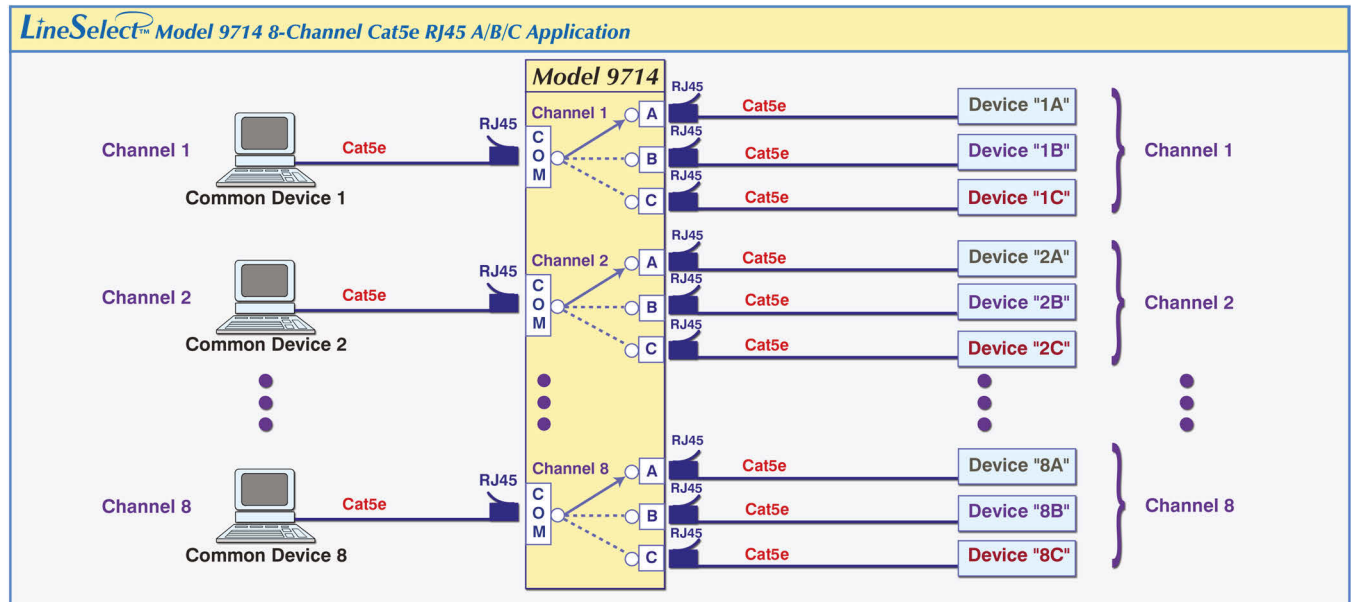 LineSelect™ Model 9714 8-Channel Cat5e RJ45 A/B/C Application
Model 9714
Channel 1
Common Device 1
Cat5e
RJ45
COM
Channel 1
A
B
C
RJ45
Cat5e
Device "1A"
RJ45
Cat5e
Device "1B"
RJ45
Cat5e
Device "1C"
Channel 1
Channel 2
Common Device 2
Cat5e
RJ45
COM
Channel 2
A
B
C
RJ45
Cat5e
Device "2A"
RJ45
Cat5e
Device "2B"
RJ45
Cat5e
Device "2C"
Channel 2
Channel 8
Common Device 8
Cat5e
RJ45
COM
Channel 8
A
B
C
RJ45
Cat5e
Device "8A"
RJ45
Cat5e
Device "8B"
RJ45
Cat5e
Device "8C"
Channel 8